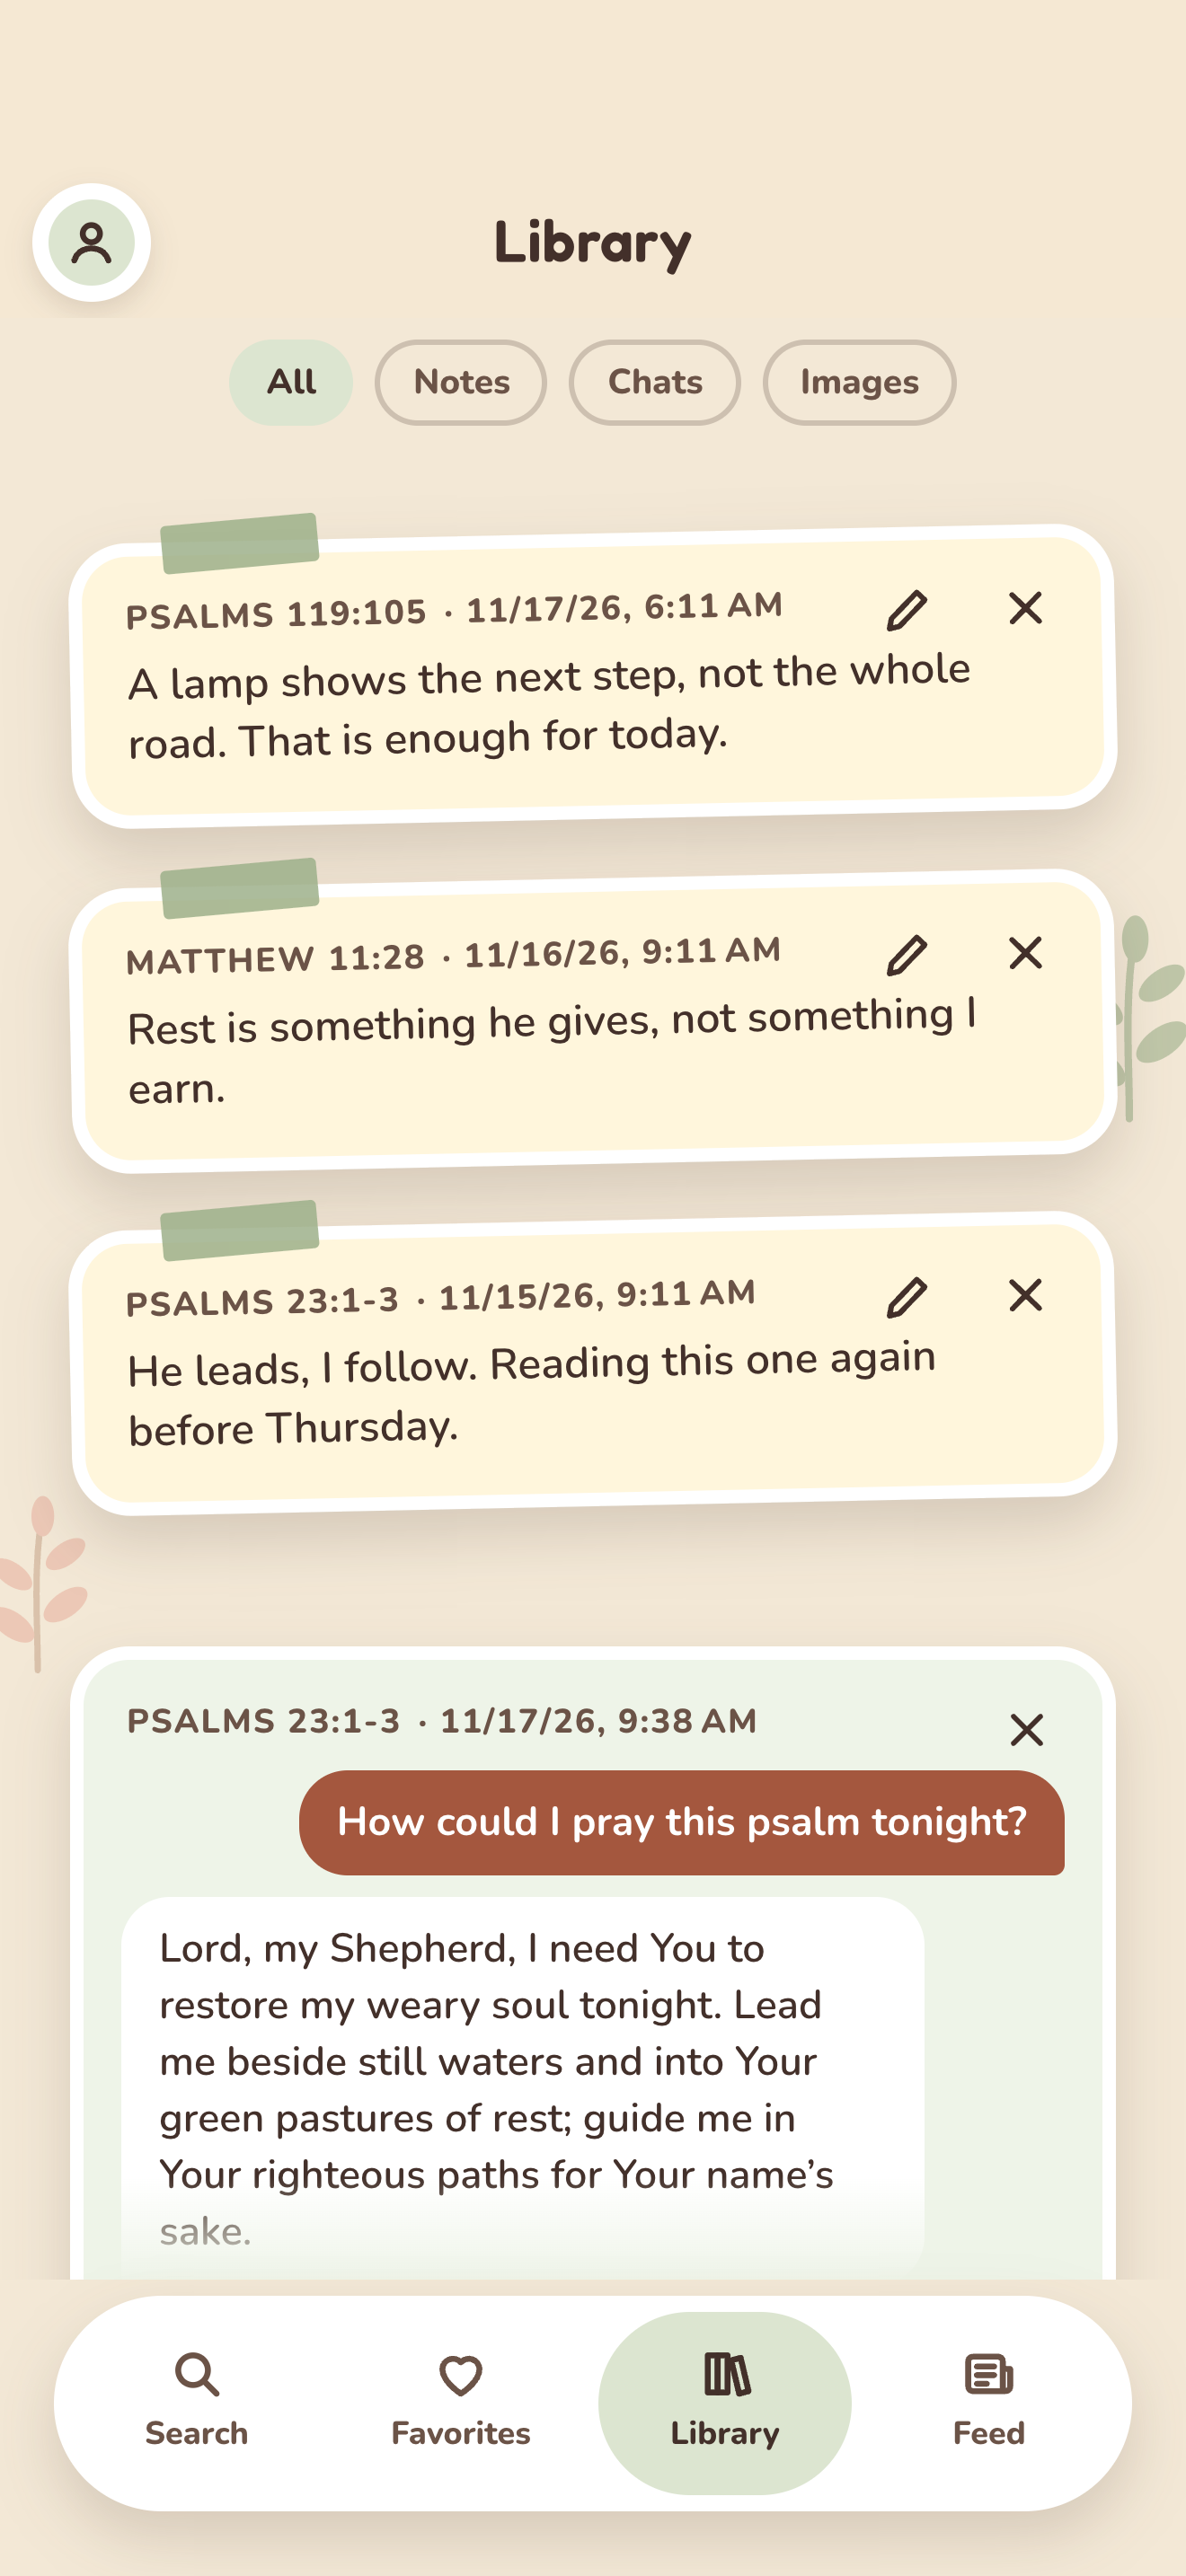 Library
All
Notes
Chats
Images
PSALMS 119:105 · 11/17/26, 6:11 AM
A lamp shows the next step, not the whole
road. That is enough for today.
MATTHEW 11:28 · 11/16/26, 9:11 AM
Rest is something he gives, not something I
earn.
PSALMS 23:1-3 · 11/15/26, 9:11 AM
He leads, I follow. Reading this one again
before Thursday.
PSALMS 23:1-3 · 11/17/26, 9:38 AM
How could I pray this psalm tonight?
Lord, my Shepherd, I need You to
restore my weary soul tonight. Lead
me beside still waters and into Your
green pastures of rest; guide me in
Your righteous paths for Your name’s
sake.
Search
Favorites
Library
Feed